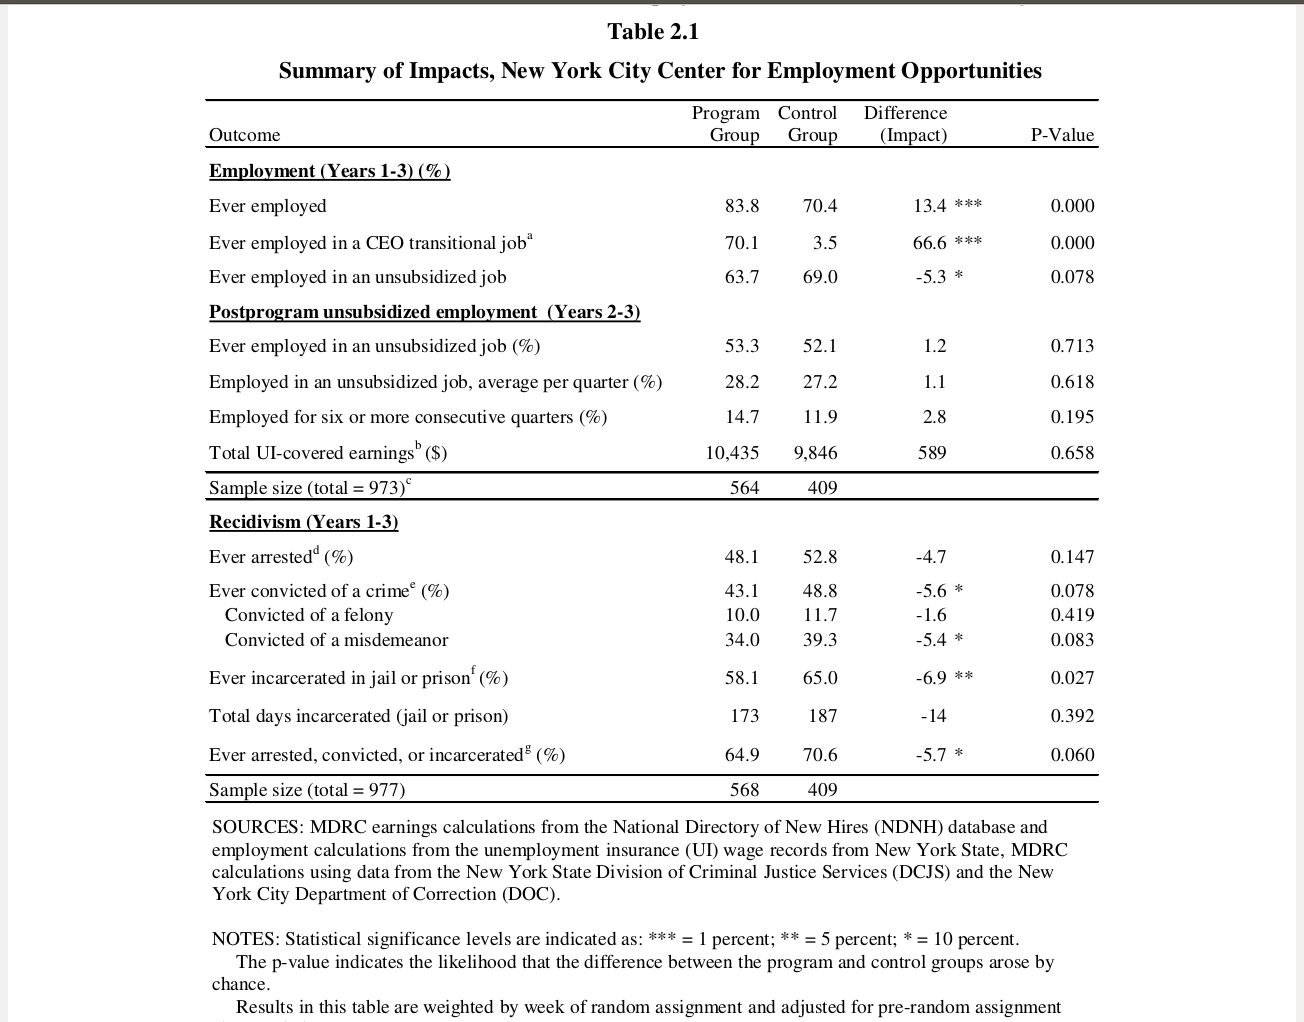 Table 2.1
Summary of Impacts, New York City Center for Employment Opportunities
Program Control Difference
Outcome Group Group (Impact) P-Value
Employment (Years 1-3) (%)
Ever employed 83.8 70.4 13.4 *** 0.000
Ever employed in a CEO transitional job^a 70.1 3.5 66.6 *** 0.000
Ever employed in an unsubsidized job 63.7 69.0 -5.3 * 0.078
Postprogram unsubsidized employment (Years 2-3)
Ever employed in an unsubsidized job (%) 53.3 52.1 1.2 0.713
Employed in an unsubsidized job, average per quarter (%) 28.2 27.2 1.1 0.618
Employed for six or more consecutive quarters (%) 14.7 11.9 2.8 0.195
Total UI-covered earnings^b ($) 10,435 9,846 589 0.658
Sample size (total = 973)^c 564 409
Recidivism (Years 1-3)
Ever arrested^d (%) 48.1 52.8 -4.7 0.147
Ever convicted of a crime^e (%) 43.1 48.8 -5.6 * 0.078
Convicted of a felony 10.0 11.7 -1.6 0.419
Convicted of a misdemeanor 34.0 39.3 -5.4 * 0.083
Ever incarcerated in jail or prison^f (%) 58.1 65.0 -6.9 ** 0.027
Total days incarcerated (jail or prison) 173 187 -14 0.392
Ever arrested, convicted, or incarcerated^g (%) 64.9 70.6 -5.7 * 0.060
Sample size (total = 977) 568 409
SOURCES: MDRC earnings calculations from the National Directory of New Hires (NDNH) database and
employment calculations from the unemployment insurance (UI) wage records from New York State, MDRC
calculations using data from the New York State Division of Criminal Justice Services (DCJS) and the New
York City Department of Correction (DOC).
NOTES: Statistical significance levels are indicated as: *** = 1 percent; ** = 5 percent; * = 10 percent.
The p-value indicates the likelihood that the difference between the program and control groups arose by
chance.
Results in this table are weighted by week of random assignment and adjusted for pre-random assignment